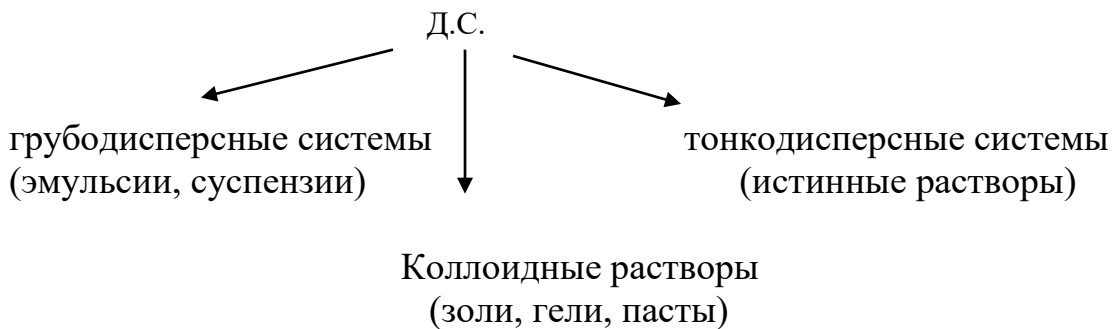 Д.С.
грубодисперсные системы
(эмульсии, суспензии)
тонкодисперсные системы
(истинные растворы)
Коллоидные растворы
(золи, гели, пасты)